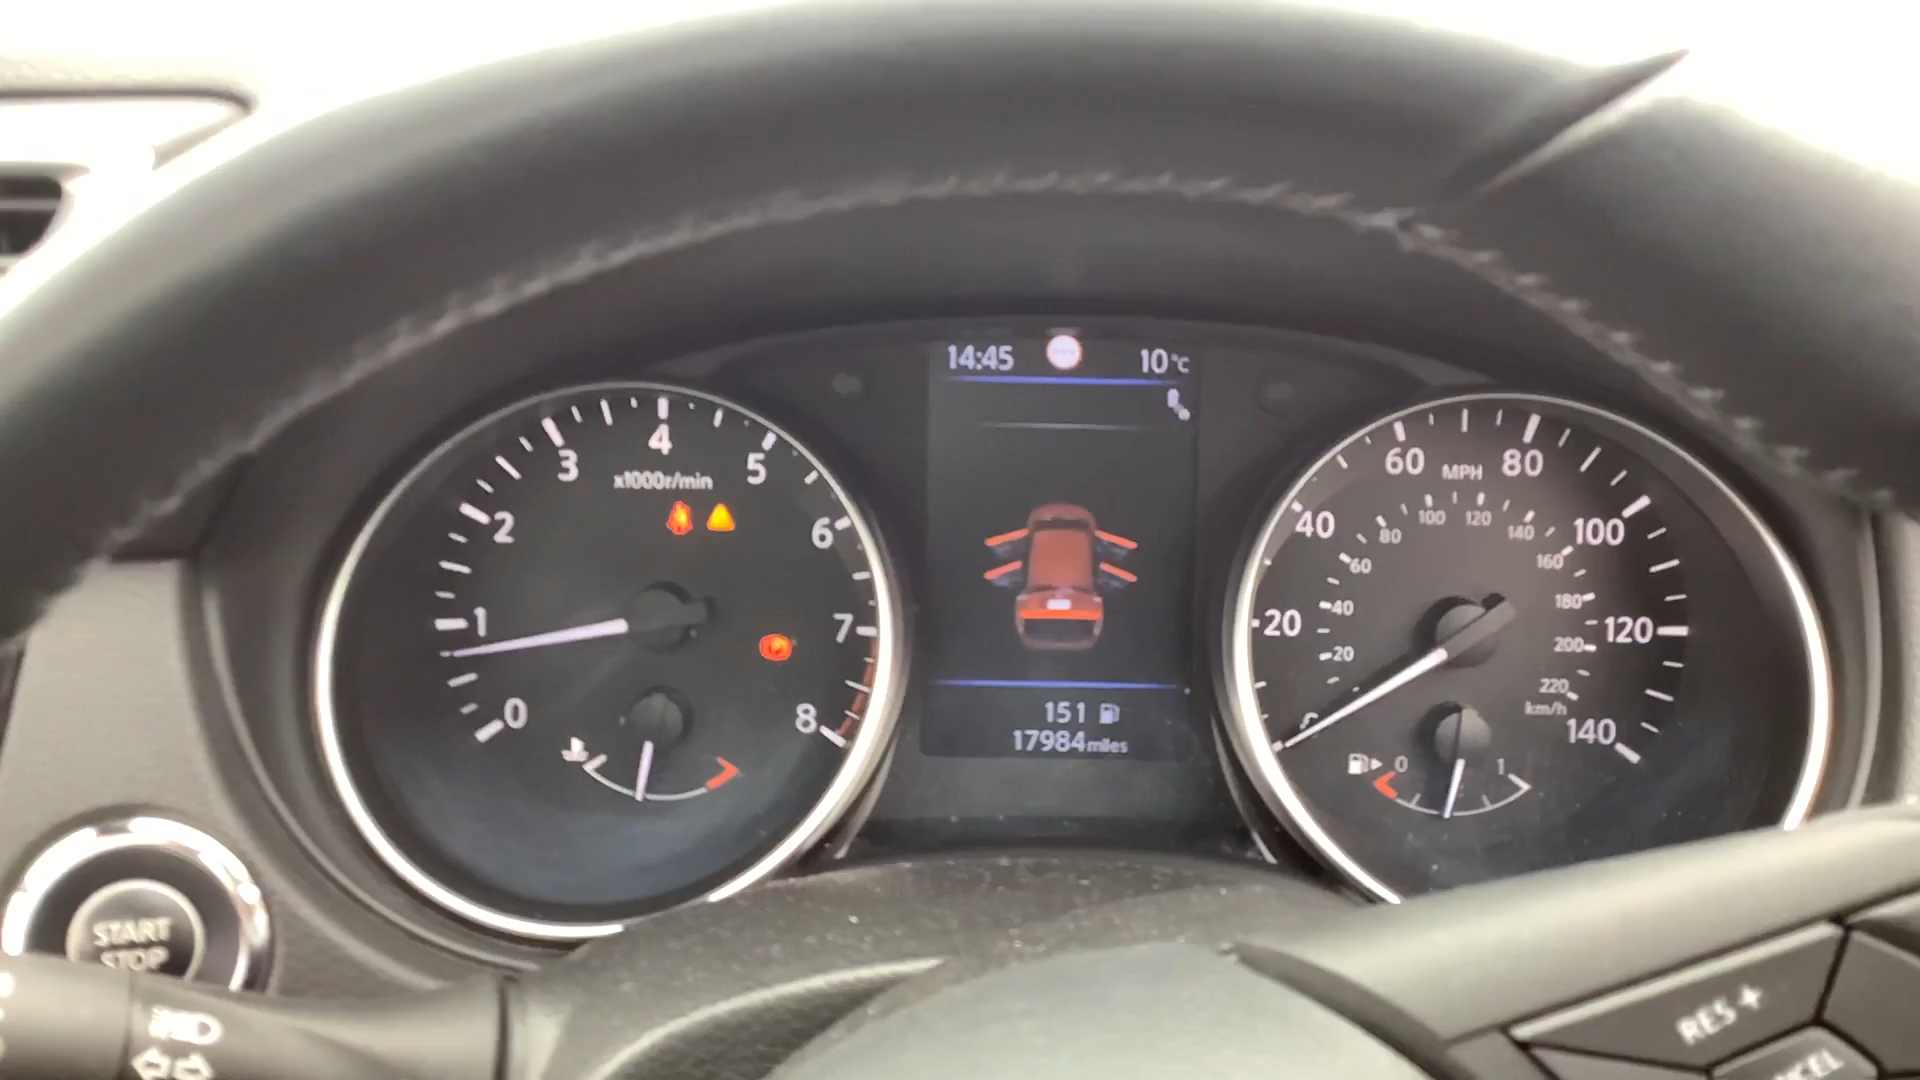 14:45 10°C
x1000r/min
0 1 2 3 4 5 6 7 8
MPH
20 40 60 80 100 120 140
20 40 60 80 100 120 140 160 180 200 220
km/h
0 1
151
17984 miles
START
STOP
RES +